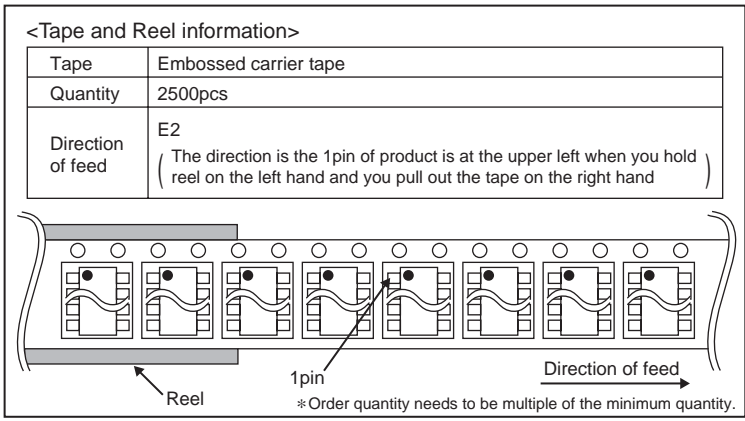 <Tape and Reel information>
Tape Embossed carrier tape
Quantity 2500pcs
Direction of feed E2
( The direction is the 1pin of product is at the upper left when you hold
reel on the left hand and you pull out the tape on the right hand )
Direction of feed
1pin
Reel
*Order quantity needs to be multiple of the minimum quantity.